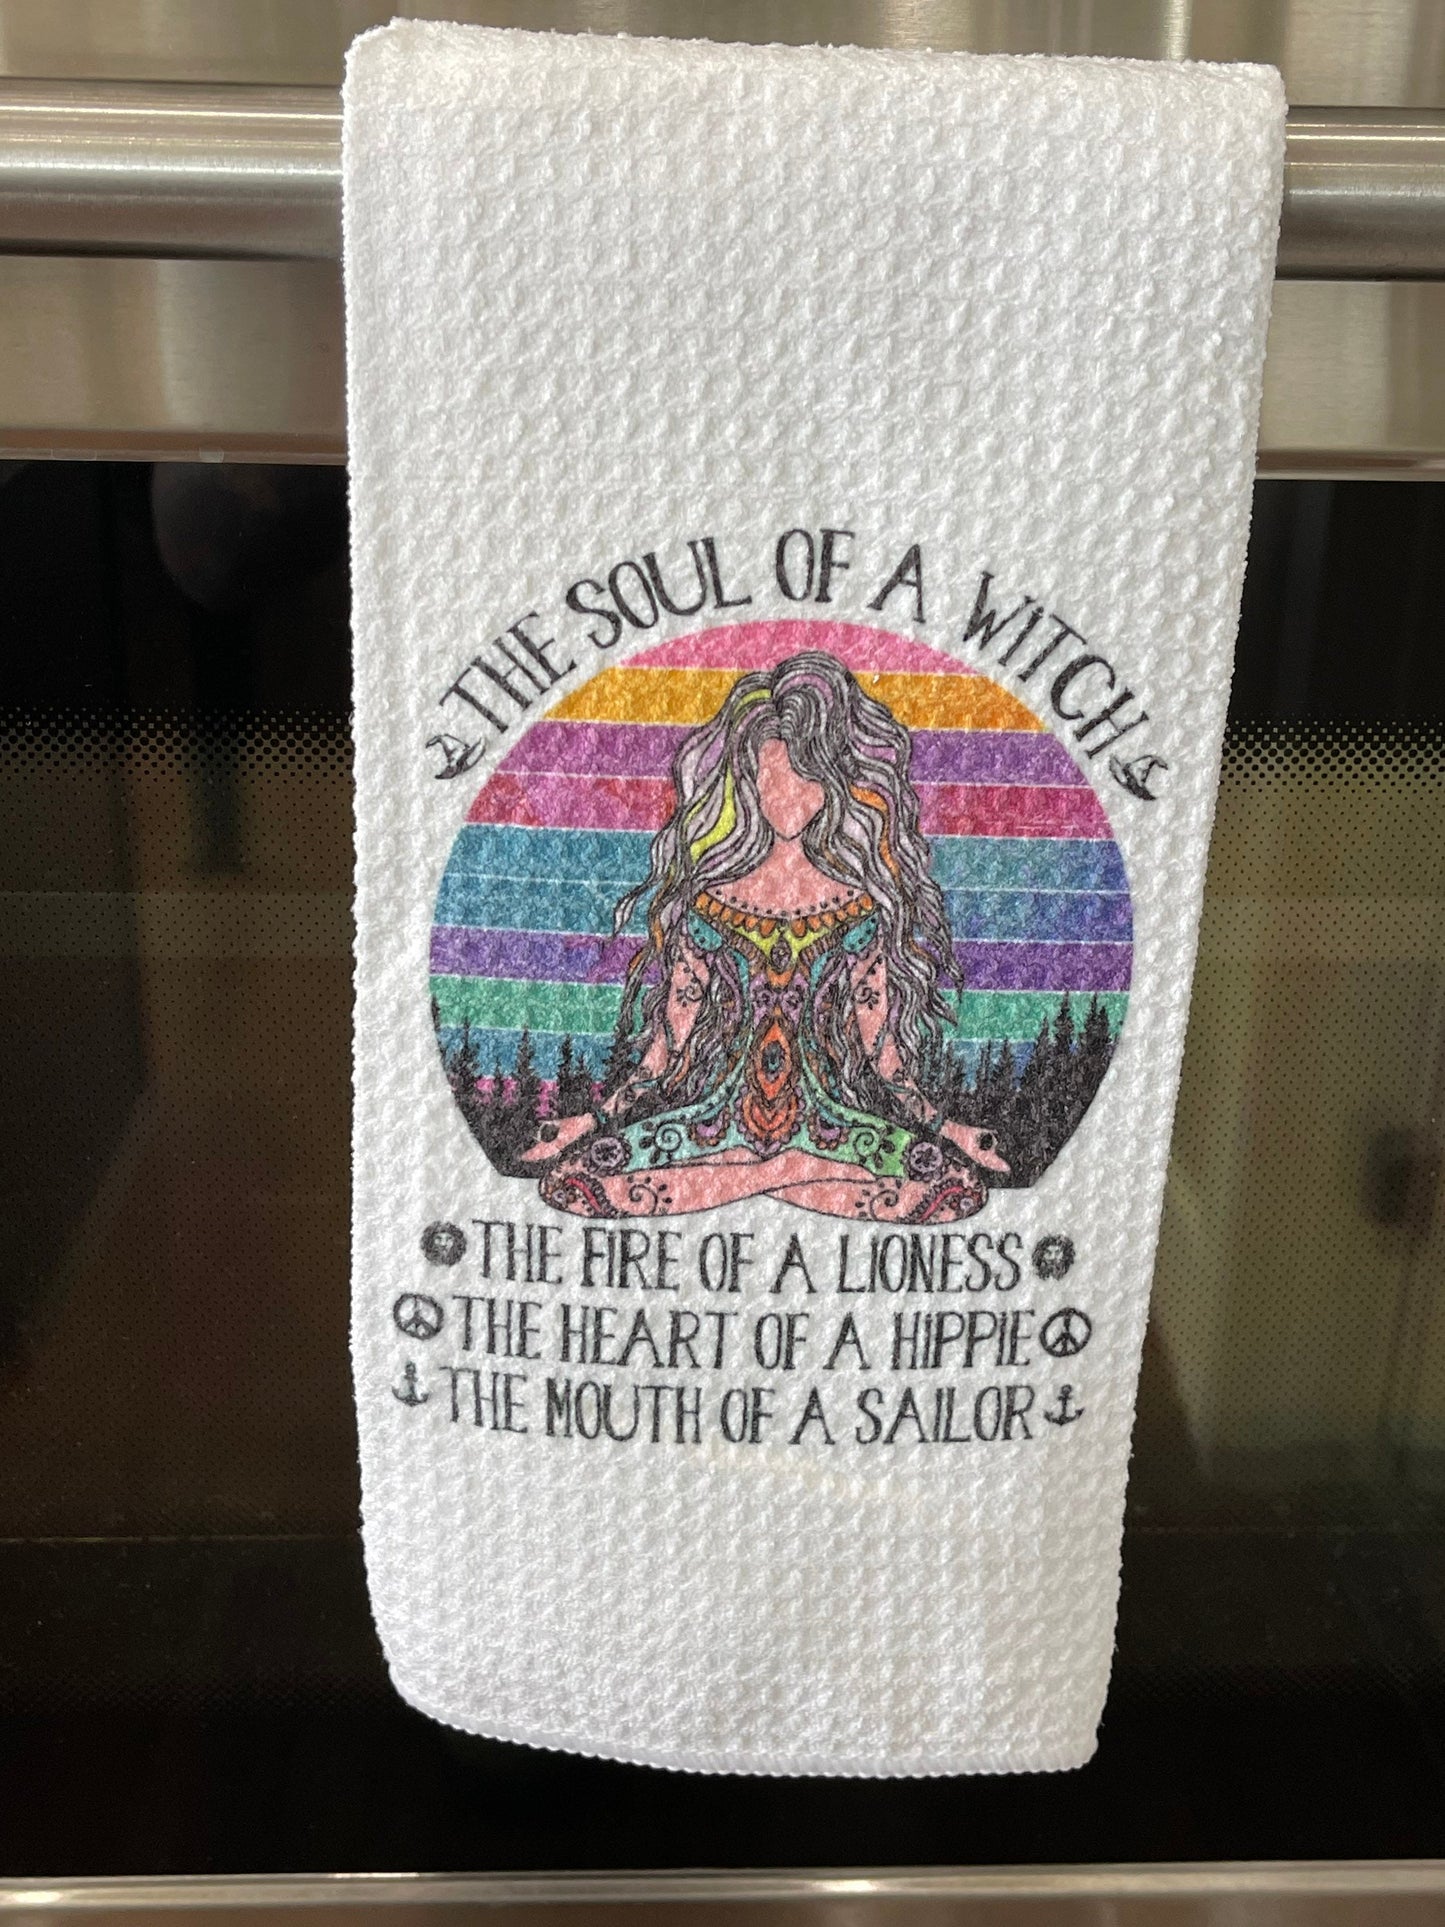 THE SOUL OF A WITCH
THE FIRE OF A LIONESS
THE HEART OF A HIPPIE
THE MOUTH OF A SAILOR